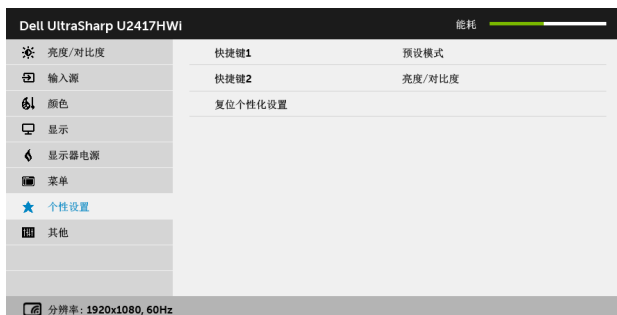 Dell UltraSharp U2417HWi 能耗
亮度/对比度 快捷键1 预设模式
输入源 快捷键2 亮度/对比度
颜色 复位个性化设置
显示
显示器电源
菜单
个性设置
其他
分辨率: 1920x1080, 60Hz